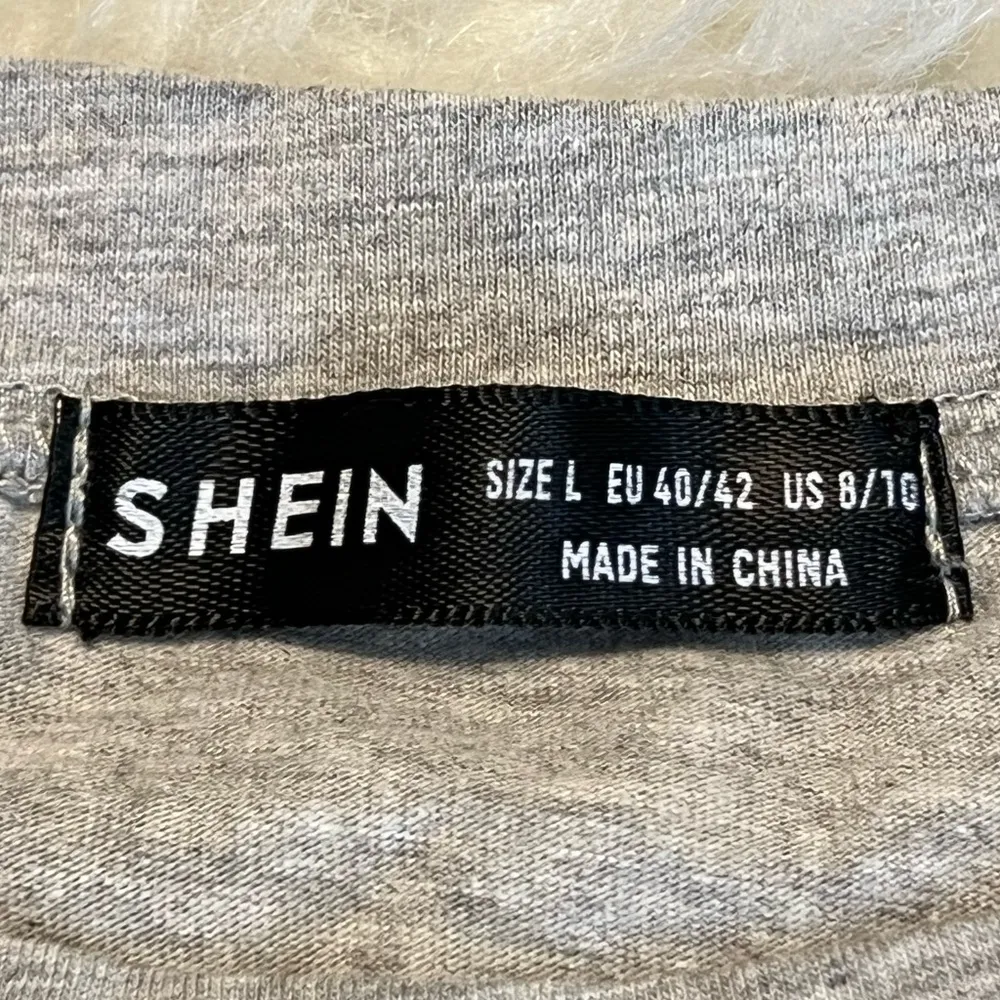 SHEIN
SIZE L EU 40/42 US 8/10
MADE IN CHINA